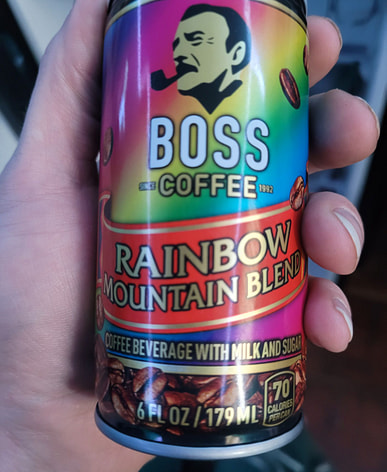 BOSS
SINCE COFFEE 1992
RAINBOW
MOUNTAIN BLEND
COFFEE BEVERAGE WITH MILK AND SUGAR
6 FL OZ / 179 ML
70
CALORIES
PER CAN